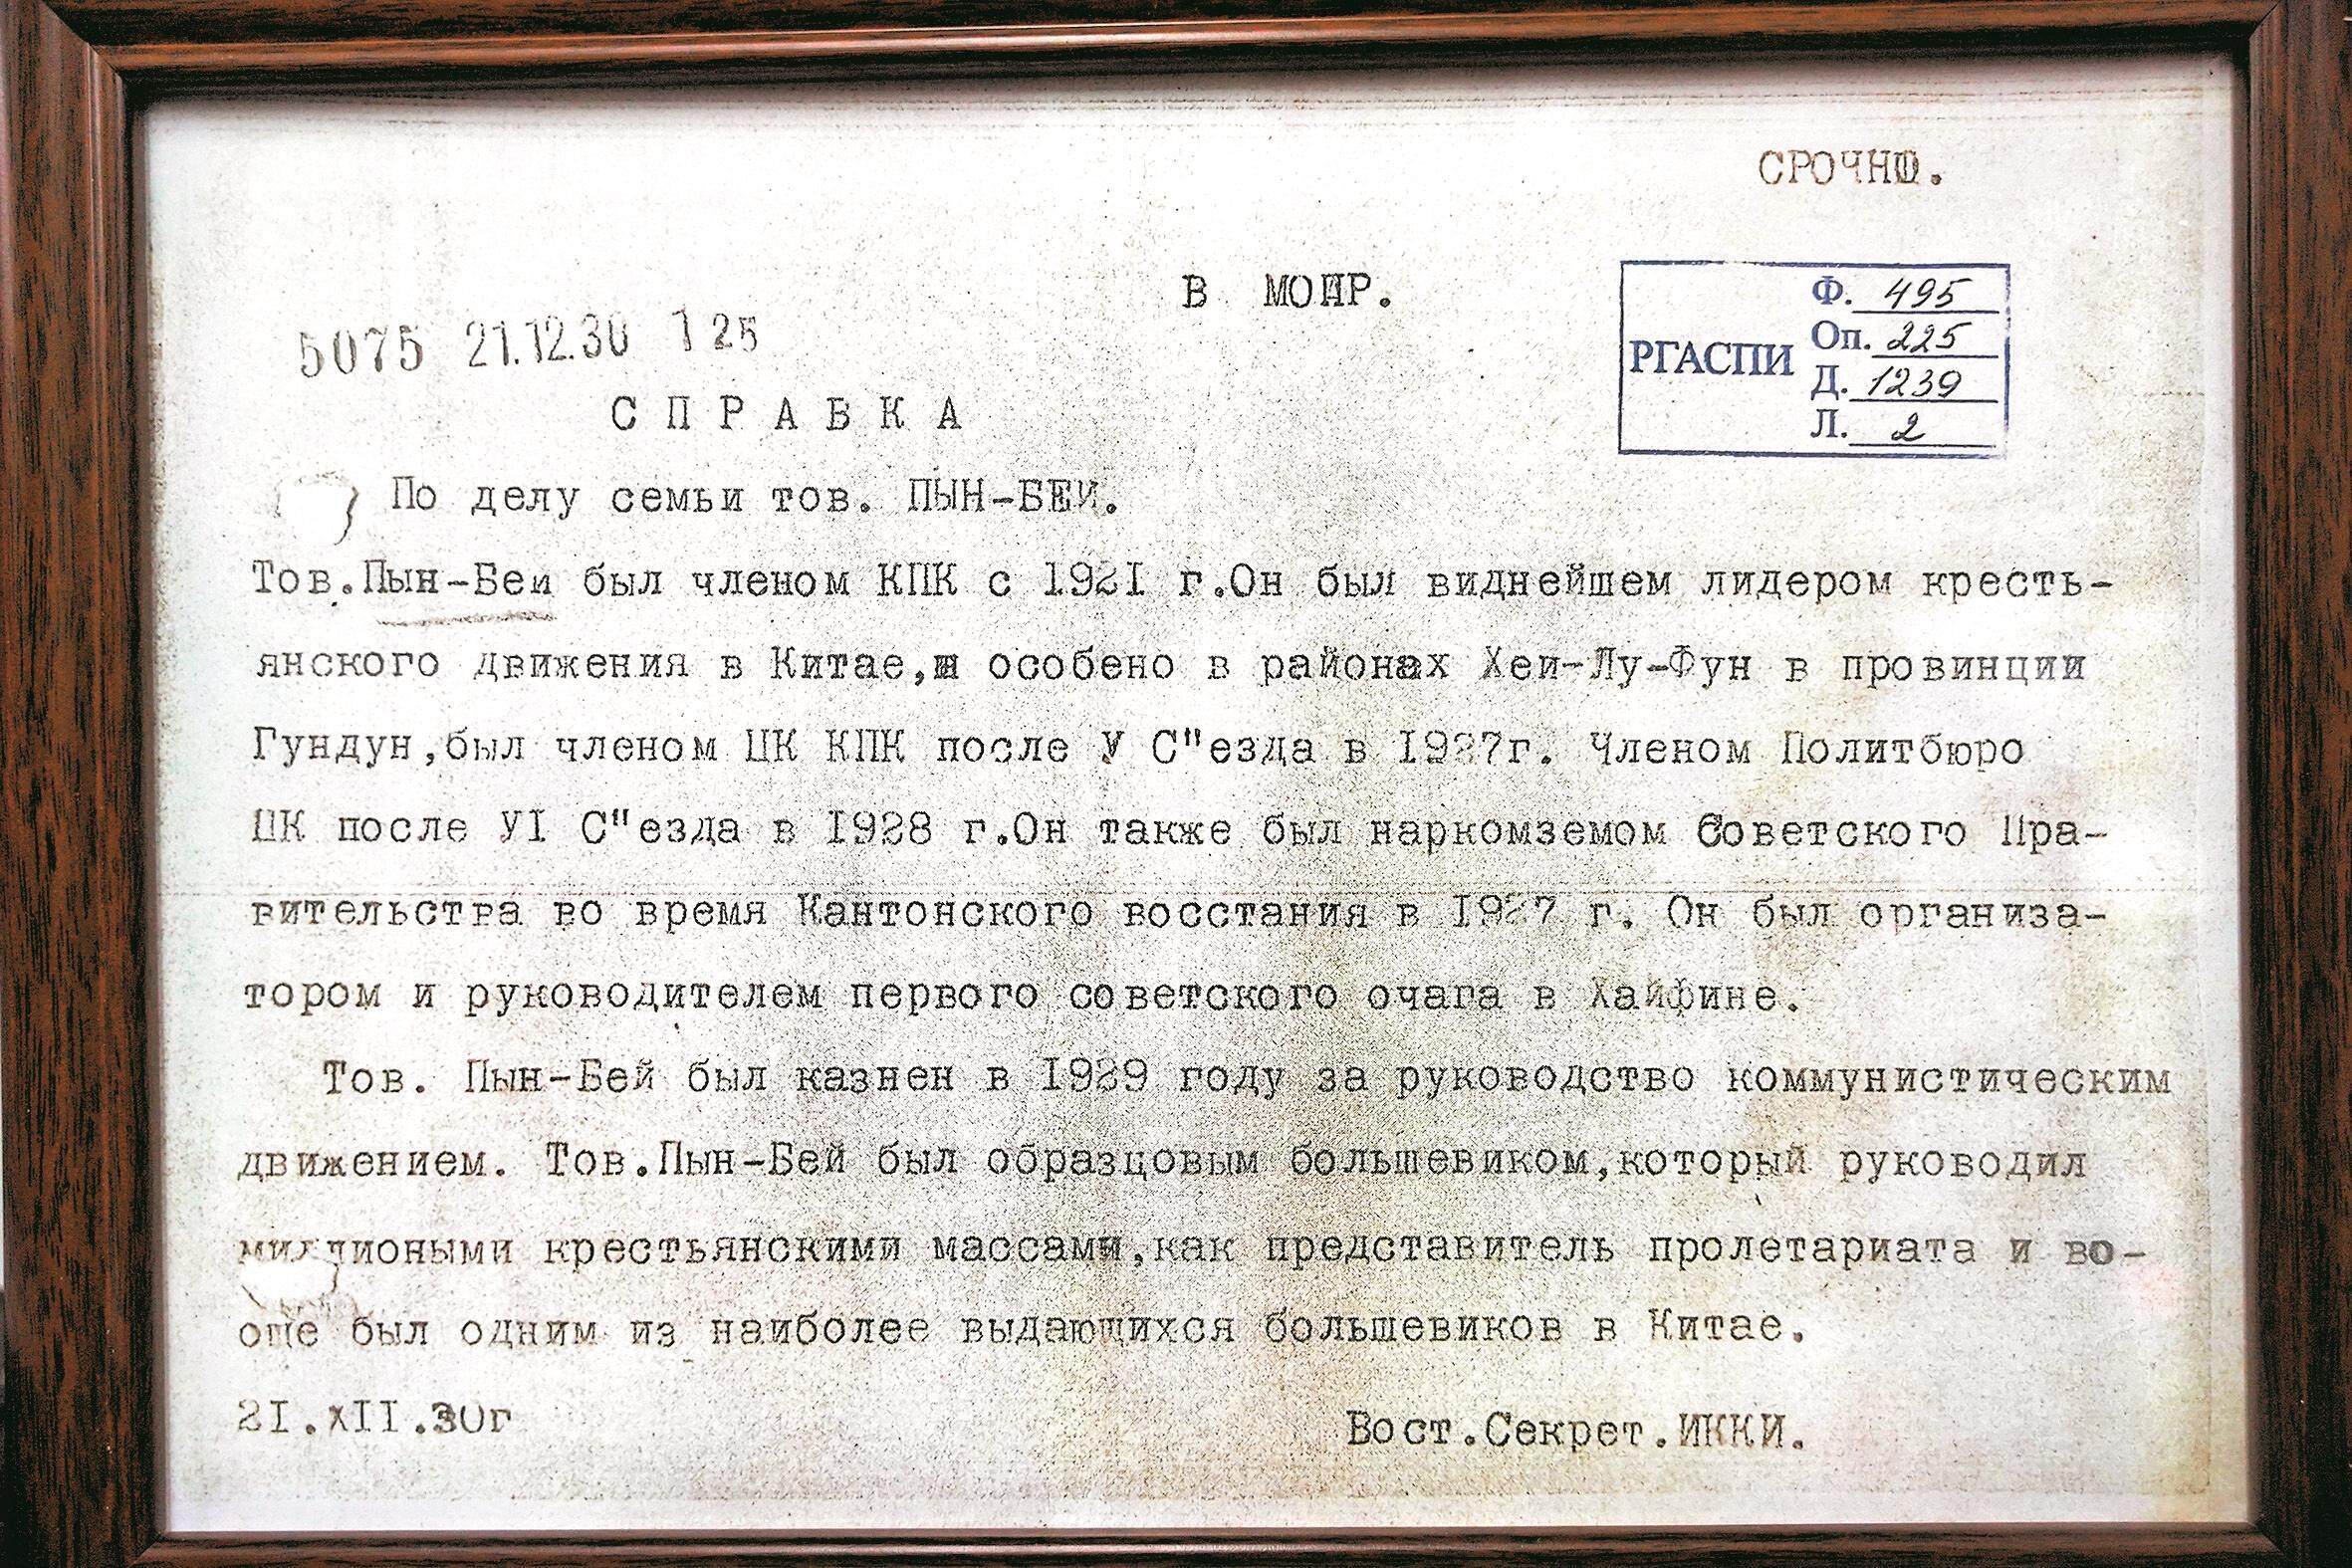 СРОЧНО.
В МОПР.
РГАСПИ
Ф. 495
Оп. 225
Д. 1239
Л. 2
5075 21.12.30 125
СПРАВКА
По делу семьи тов. ПЫН-БЕИ.
Тов.Пын-Беи был членом КПК с 1921 г.Он был виднейшем лидером кресть-
янского движения в Китае, особено в районах Хеи-Лу-Фун в провинции
Гундун,был членом ЦК КПК после У С"езда в 1927г. Членом Политбюро
ЦК после УI С"езда в 1928 г.Он также был наркомземом Советского Пра-
вительства во время Кантонского восстания в 1927 г. Он был организа-
тором и руководителем первого советского очага в Хайфине.
Тов. Пын-Бей был казнен в 1929 году за руководство коммунистическим
движением. Тов.Пын-Бей был образцовым большевиком,который руководил
миллиоными крестьянскими массами,как представитель пролетариата и во-
опе был одним из наиболее выдающихся большевиков в Китае.
21.XII.30г
Вост.Секрет.ИККИ.